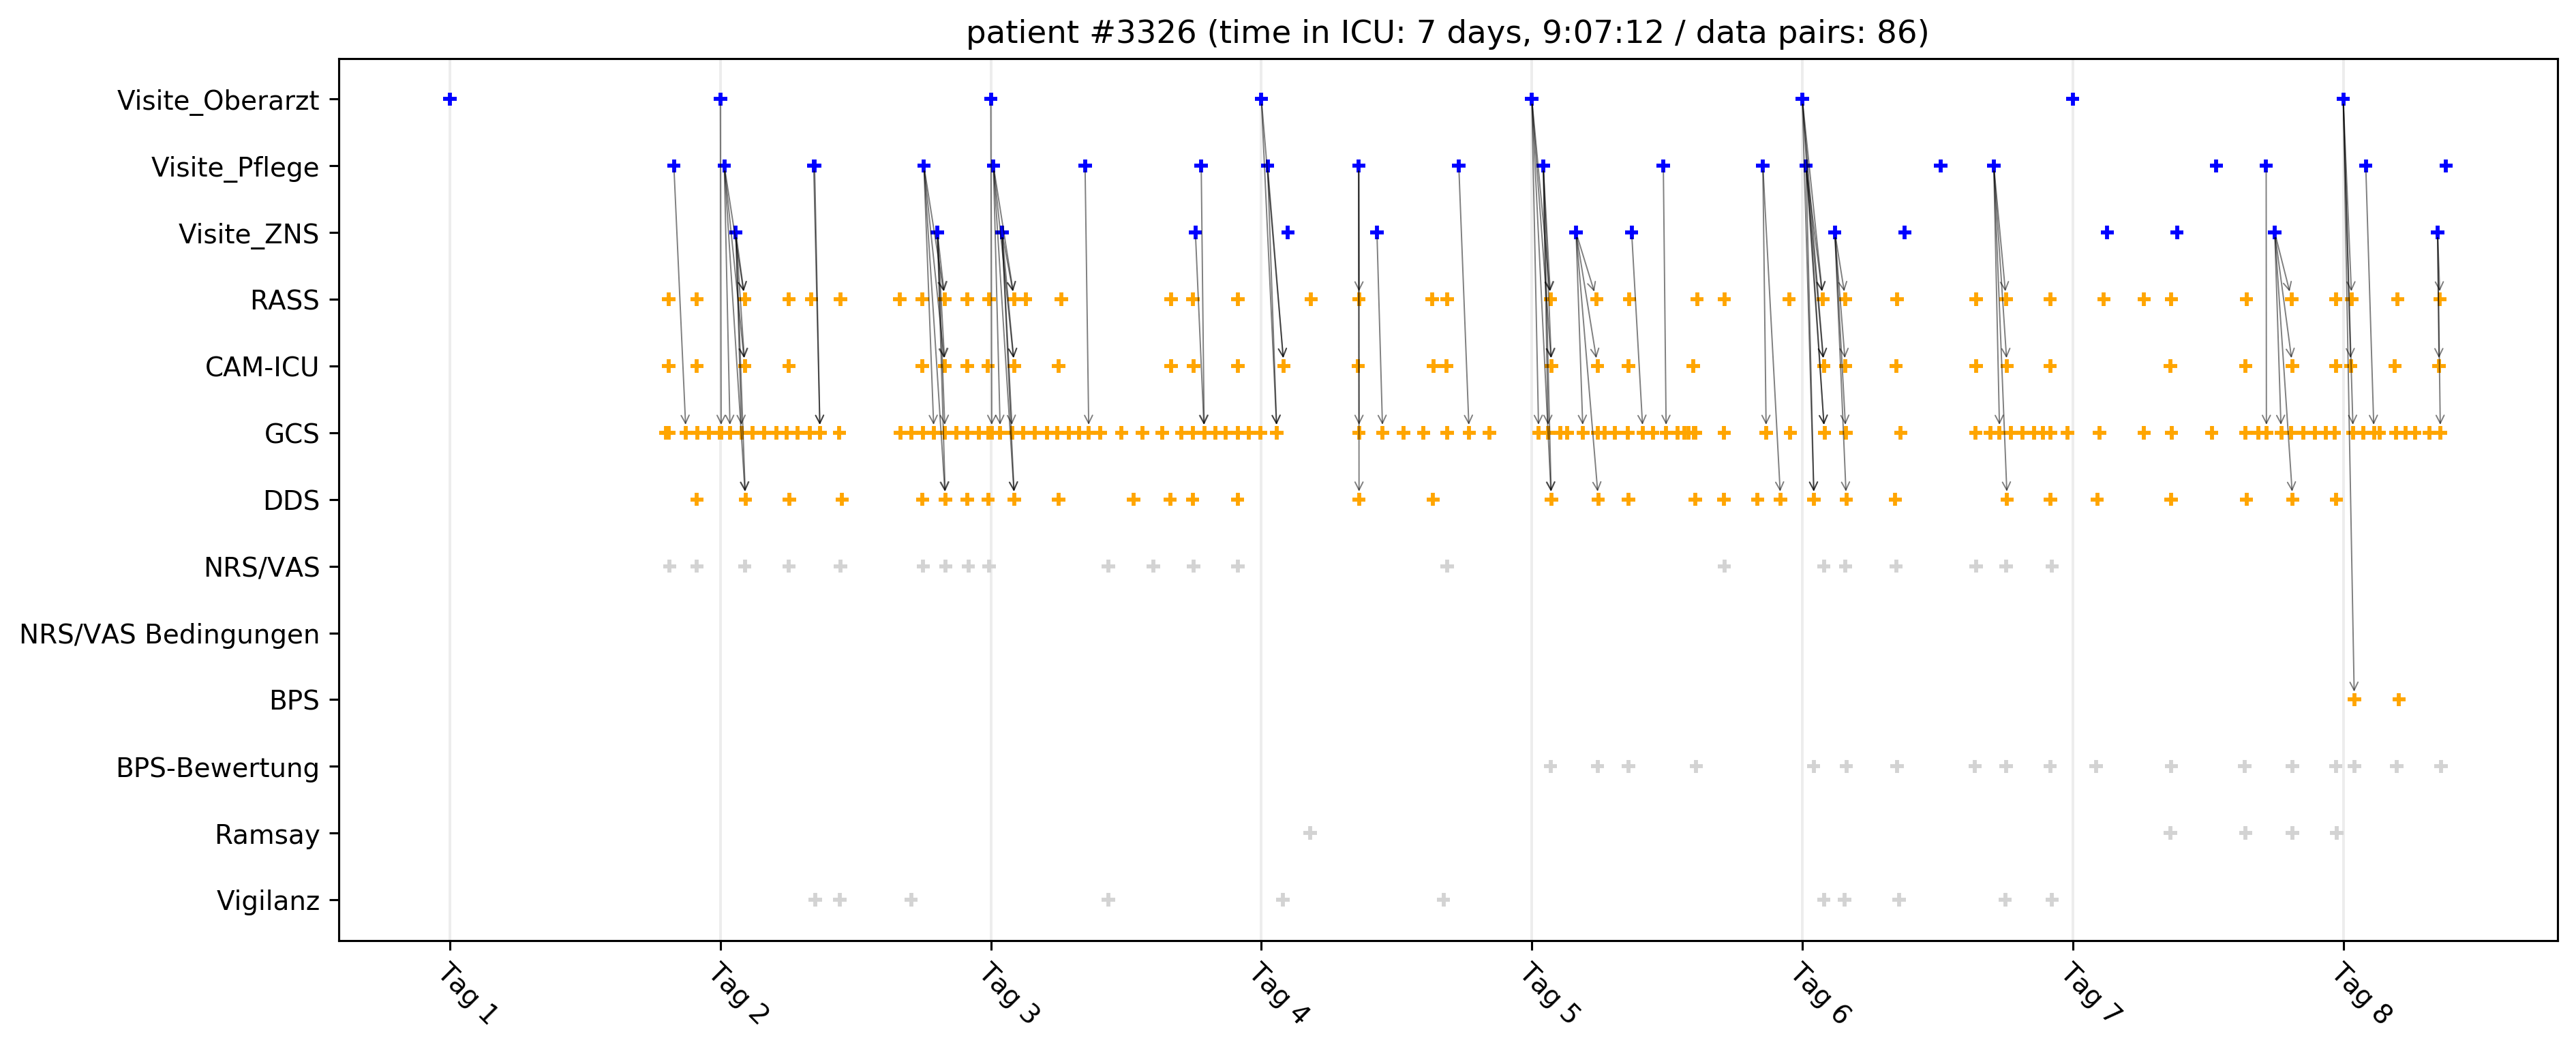 patient #3326 (time in ICU: 7 days, 9:07:12 / data pairs: 86)
Visite_Oberarzt
Visite_Pflege
Visite_ZNS
RASS
CAM-ICU
GCS
DDS
NRS/VAS
NRS/VAS Bedingungen
BPS
BPS-Bewertung
Ramsay
Vigilanz
Tag 1
Tag 2
Tag 3
Tag 4
Tag 5
Tag 6
Tag 7
Tag 8